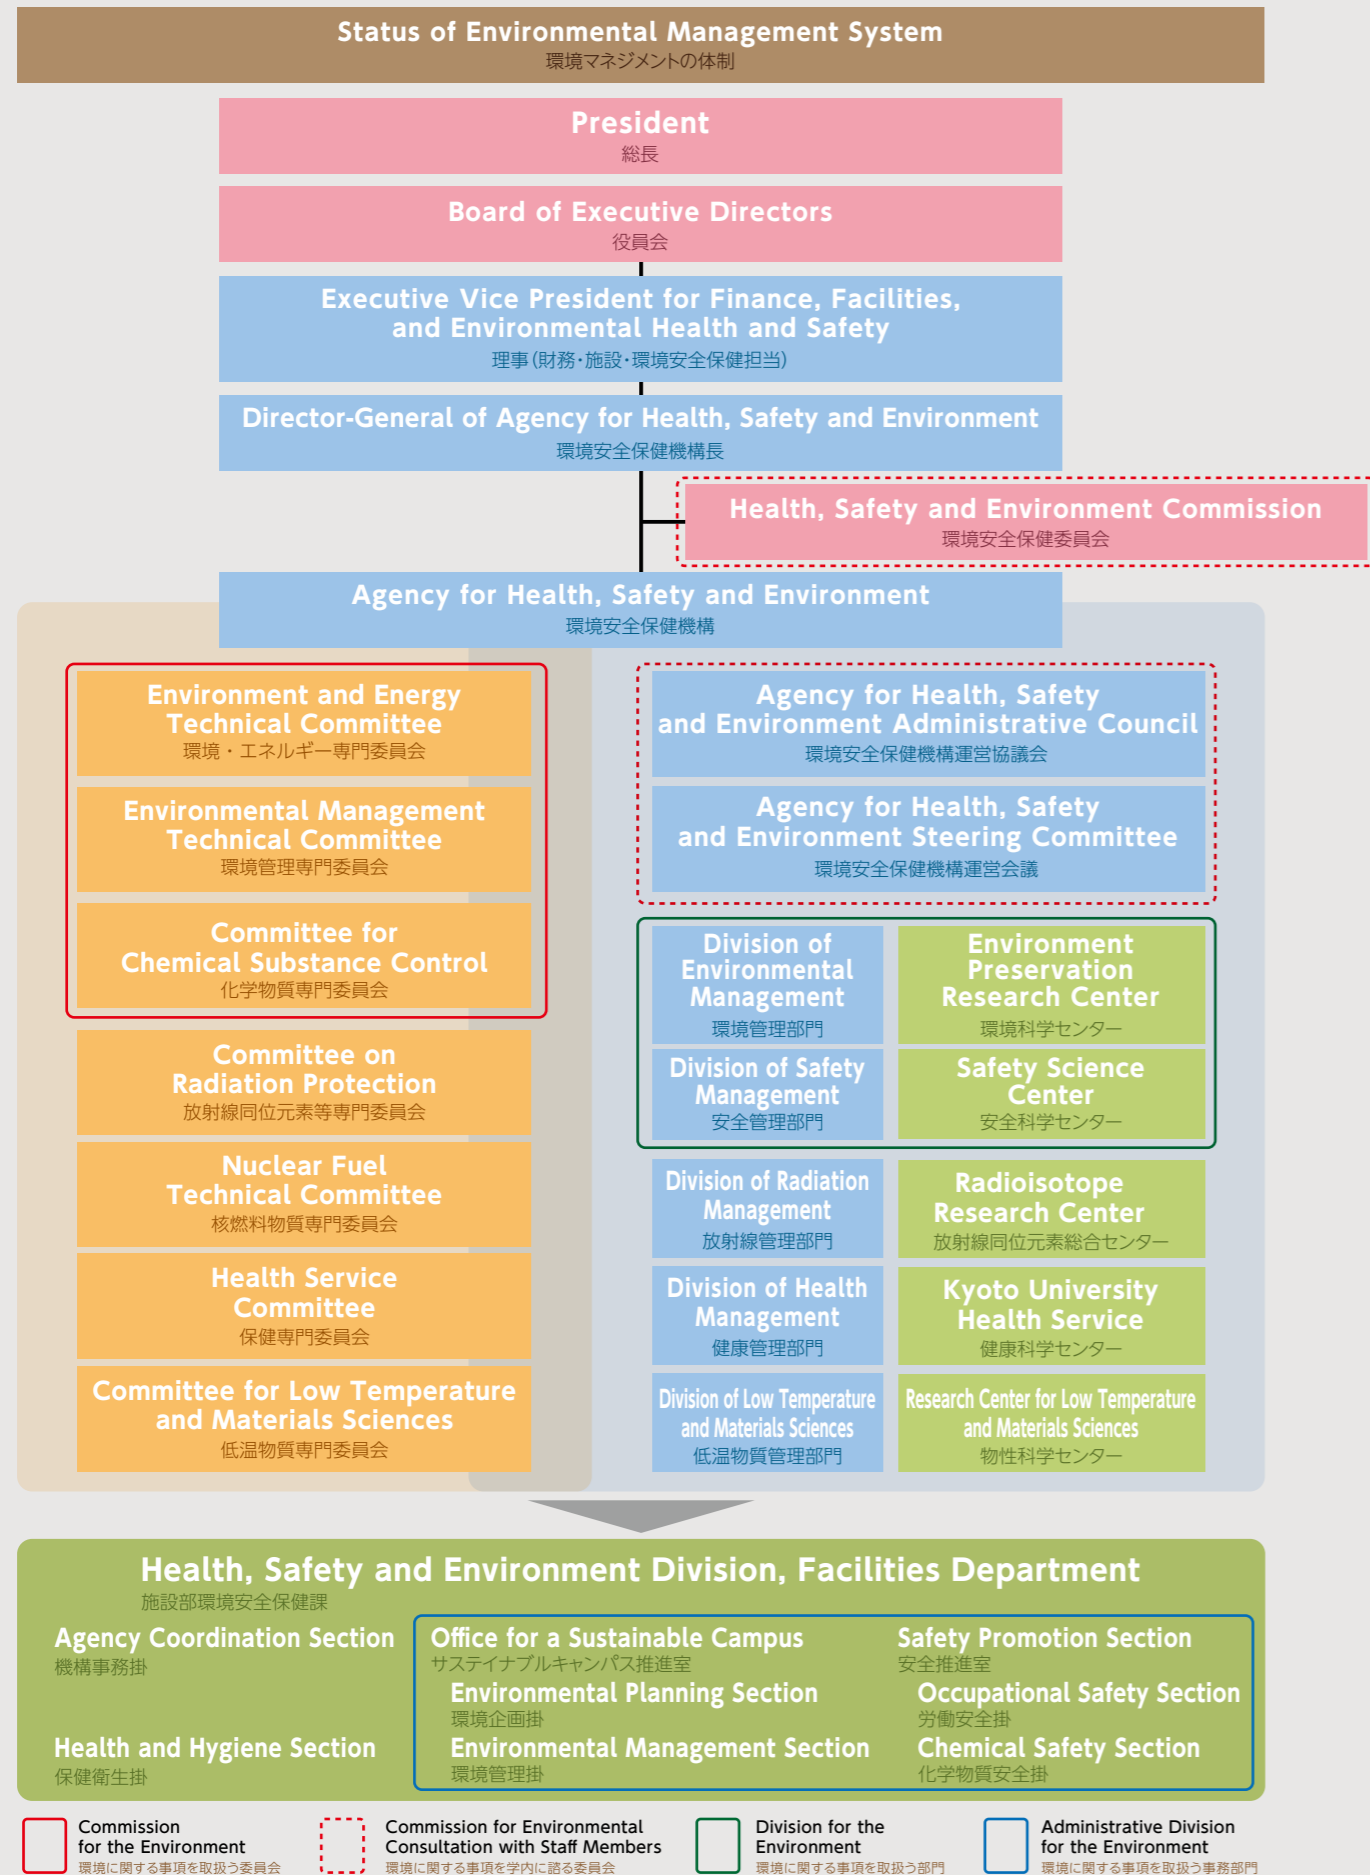 Status of Environmental Management System
環境マネジメントの体制
President
総長
Board of Executive Directors
役員会
Executive Vice President for Finance, Facilities,
and Environmental Health and Safety
理事(財務・施設・環境安全保健担当)
Director-General of Agency for Health, Safety and Environment
環境安全保健機構長
Health, Safety and Environment Commission
環境安全保健委員会
Agency for Health, Safety and Environment
環境安全保健機構
Environment and Energy
Technical Committee
環境・エネルギー専門委員会
Environmental Management
Technical Committee
環境管理専門委員会
Committee for
Chemical Substance Control
化学物質専門委員会
Committee on
Radiation Protection
放射線同位元素等専門委員会
Nuclear Fuel
Technical Committee
核燃料物質専門委員会
Health Service
Committee
保健専門委員会
Committee for Low Temperature
and Materials Sciences
低温物質専門委員会
Agency for Health, Safety
and Environment Administrative Council
環境安全保健機構運営協議会
Agency for Health, Safety
and Environment Steering Committee
環境安全保健機構運営会議
Division of
Environmental
Management
環境管理部門
Environment
Preservation
Research Center
環境科学センター
Division of Safety
Management
安全管理部門
Safety Science
Center
安全科学センター
Division of Radiation
Management
放射線管理部門
Radioisotope
Research Center
放射線同位元素総合センター
Division of Health
Management
健康管理部門
Kyoto University
Health Service
健康科学センター
Division of Low Temperature
and Materials Sciences
低温物質管理部門
Research Center for Low Temperature
and Materials Sciences
物性科学センター
Health, Safety and Environment Division, Facilities Department
施設部環境安全保健課
Agency Coordination Section
機構事務掛
Health and Hygiene Section
保健衛生掛
Office for a Sustainable Campus
サステイナブルキャンパス推進室
Environmental Planning Section
環境企画掛
Environmental Management Section
環境管理掛
Safety Promotion Section
安全推進室
Occupational Safety Section
労働安全掛
Chemical Safety Section
化学物質安全掛
Commission
for the Environment
環境に関する事項を取扱う委員会
Commission for Environmental
Consultation with Staff Members
環境に関する事項を学内に諮る委員会
Division for the
Environment
環境に関する事項を取扱う部門
Administrative Division
for the Environment
環境に関する事項を取扱う事務部門